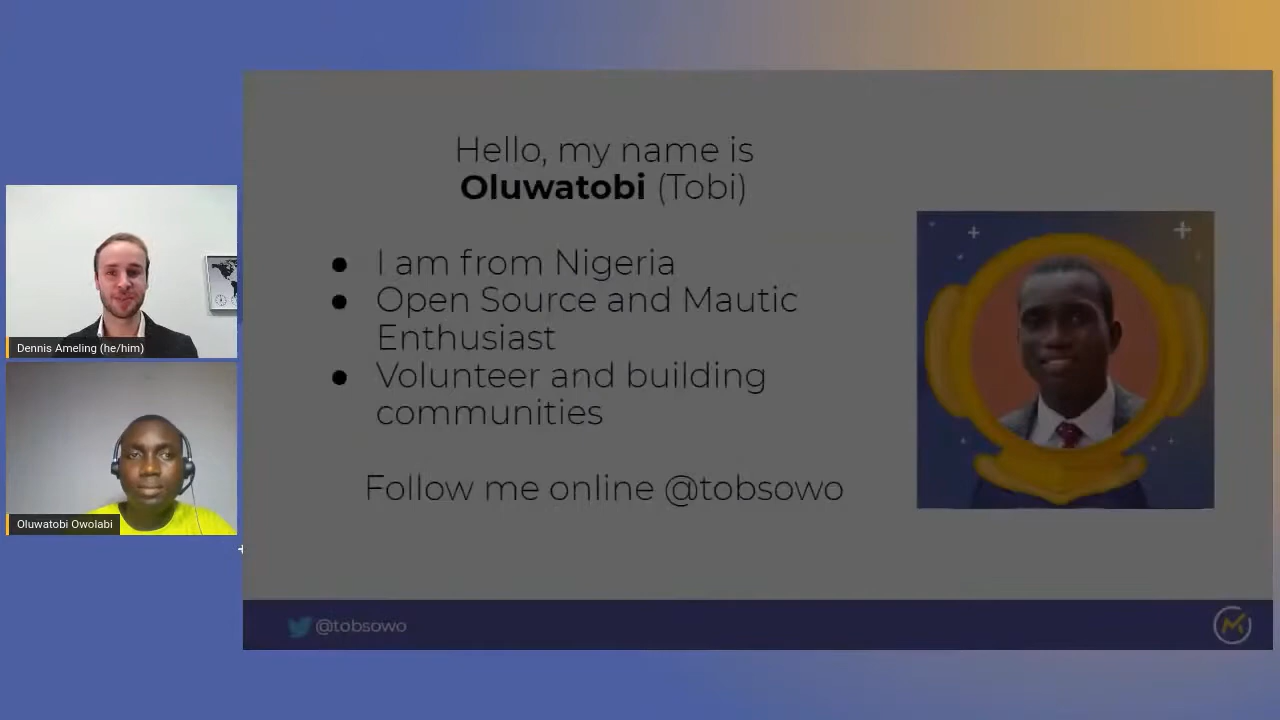 Hello, my name is
Oluwatobi (Tobi)
● I am from Nigeria
● Open Source and Mautic
Enthusiast
● Volunteer and building
communities
Follow me online @tobsowo
@tobsowo
Dennis Ameling (he/him)
Oluwatobi Owolabi